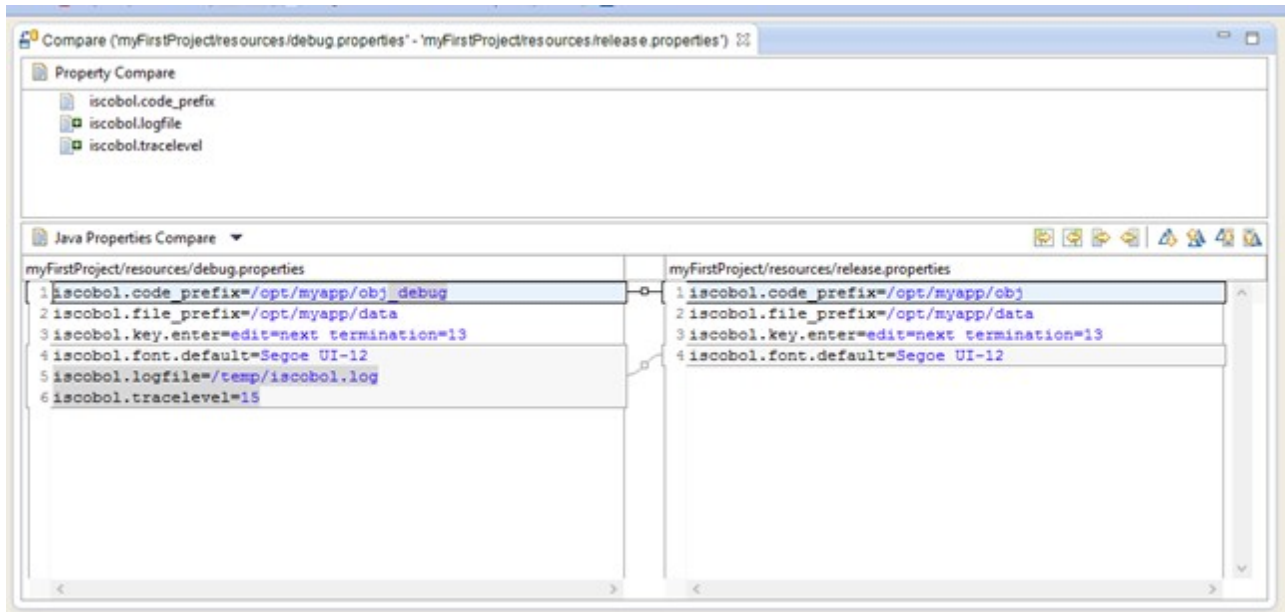 Compare ('myFirstProject/resources/debug.properties' - 'myFirstProject/resources/release.properties')
Property Compare
iscobol.code_prefix
iscobol.logfile
iscobol.tracelevel
Java Properties Compare
myFirstProject/resources/debug.properties
1 iscobol.code_prefix=/opt/myapp/obj_debug
2 iscobol.file_prefix=/opt/myapp/data
3 iscobol.key.enter=edit=next termination=13
4 iscobol.font.default=Segoe UI-12
5 iscobol.logfile=/temp/iscobol.log
6 iscobol.tracelevel=15
myFirstProject/resources/release.properties
1 iscobol.code_prefix=/opt/myapp/obj
2 iscobol.file_prefix=/opt/myapp/data
3 iscobol.key.enter=edit=next termination=13
4 iscobol.font.default=Segoe UI-12